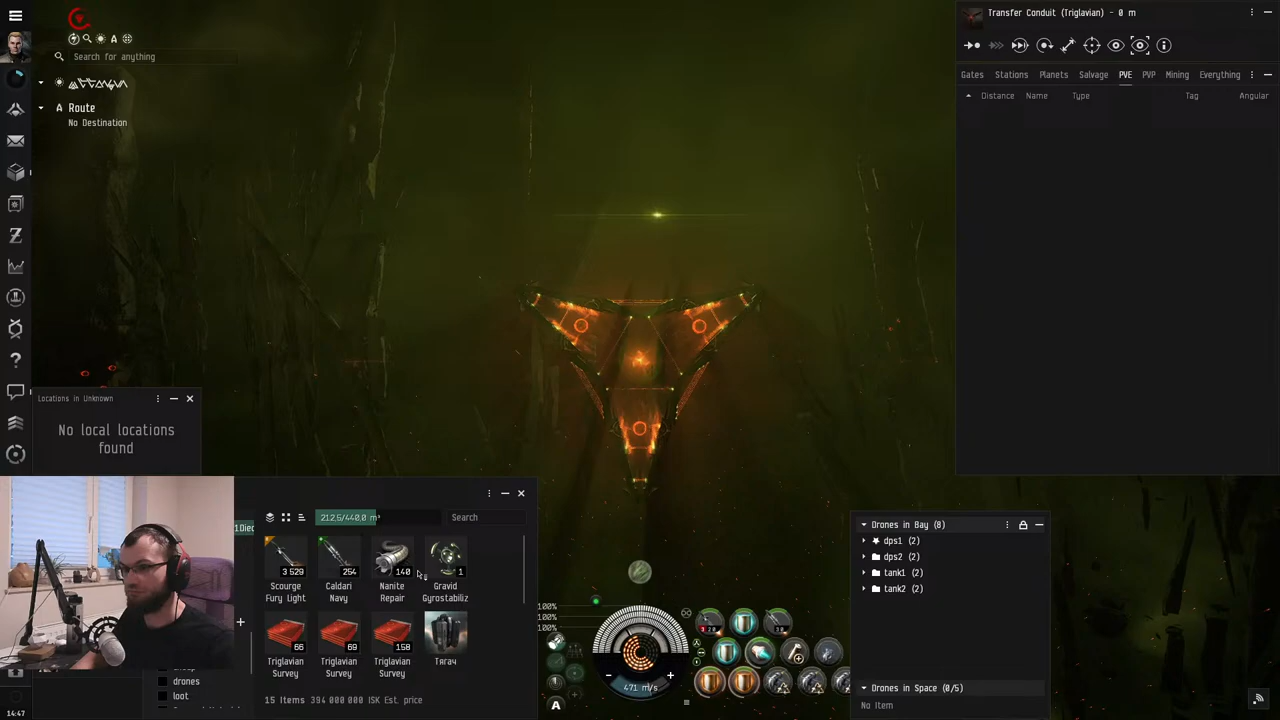 Search for anything
A Route
No Destination
Locations in Unknown
No local locations found
212,5/440,0 m³
Search
3 529
Scourge Fury Light
254
Caldari Navy
140
Nanite Repair
1
Gravid Gyrostabiliz
66
Triglavian Survey
69
Triglavian Survey
158
Triglavian Survey
Тягач
drones
loot
15 Items 394 000 000 ISK Est. price
14:47
100%
100%
100%
471 m/s
A
Transfer Conduit (Triglavian) - 0 m
Gates Stations Planets Salvage PVE PVP Mining Everything
Distance Name Type Tag Angular
Drones in Bay (8)
dps1 (2)
dps2 (2)
tank1 (2)
tank2 (2)
Drones in Space (0/5)
No Item